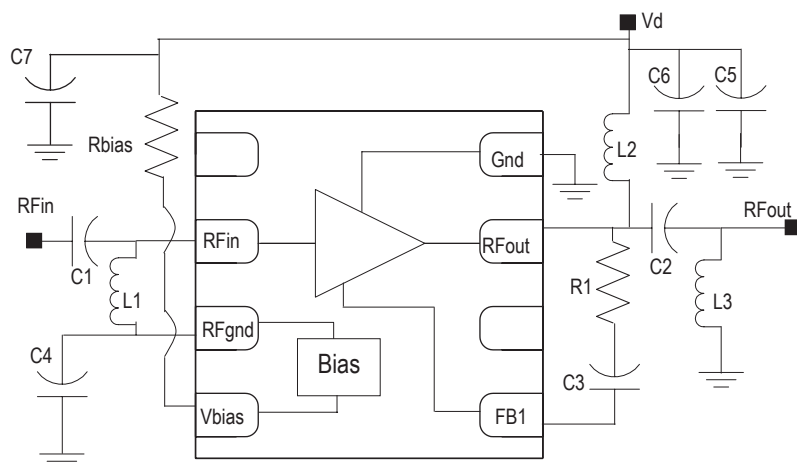 Vd
C7
C6
C5
Rbias
Gnd
L2
RFin
RFin
RFout
RFout
C1
C2
L1
R1
L3
RFgnd
C4
Bias
C3
Vbias
FB1